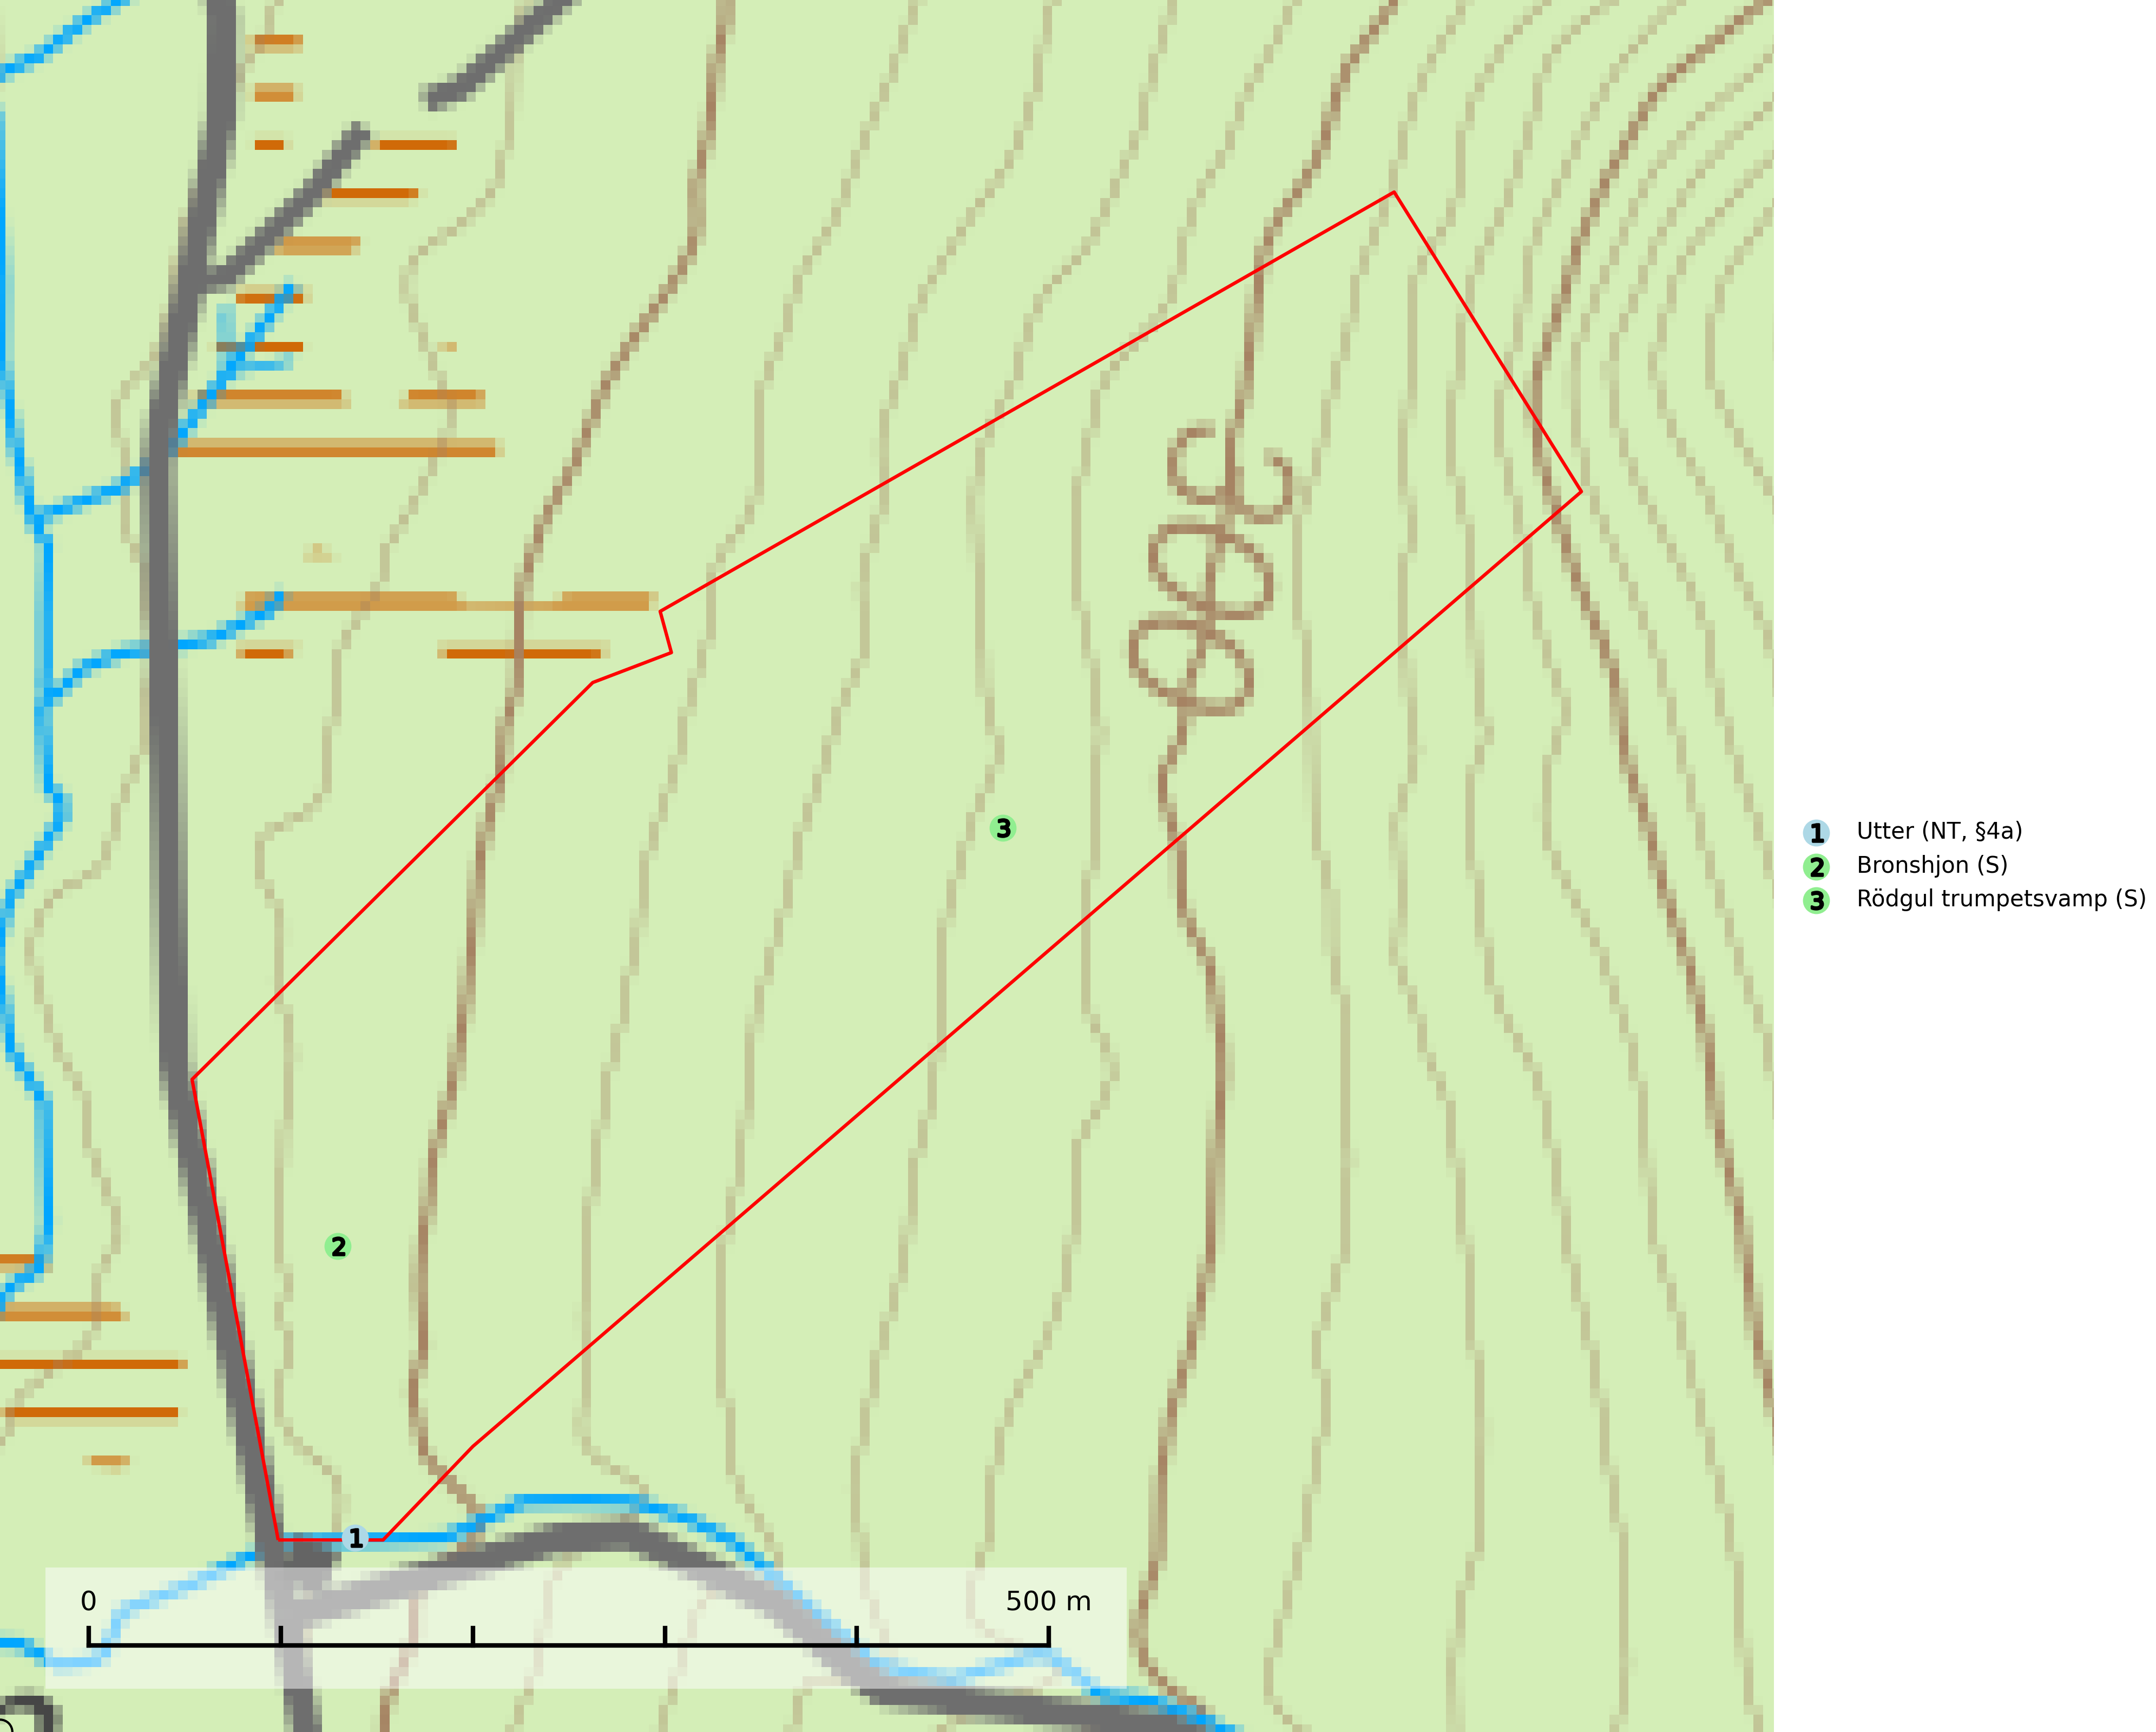 3
2
1
0 500 m
1 Utter (NT, §4a)
2 Bronshjon (S)
3 Rödgul trumpetsvamp (S)